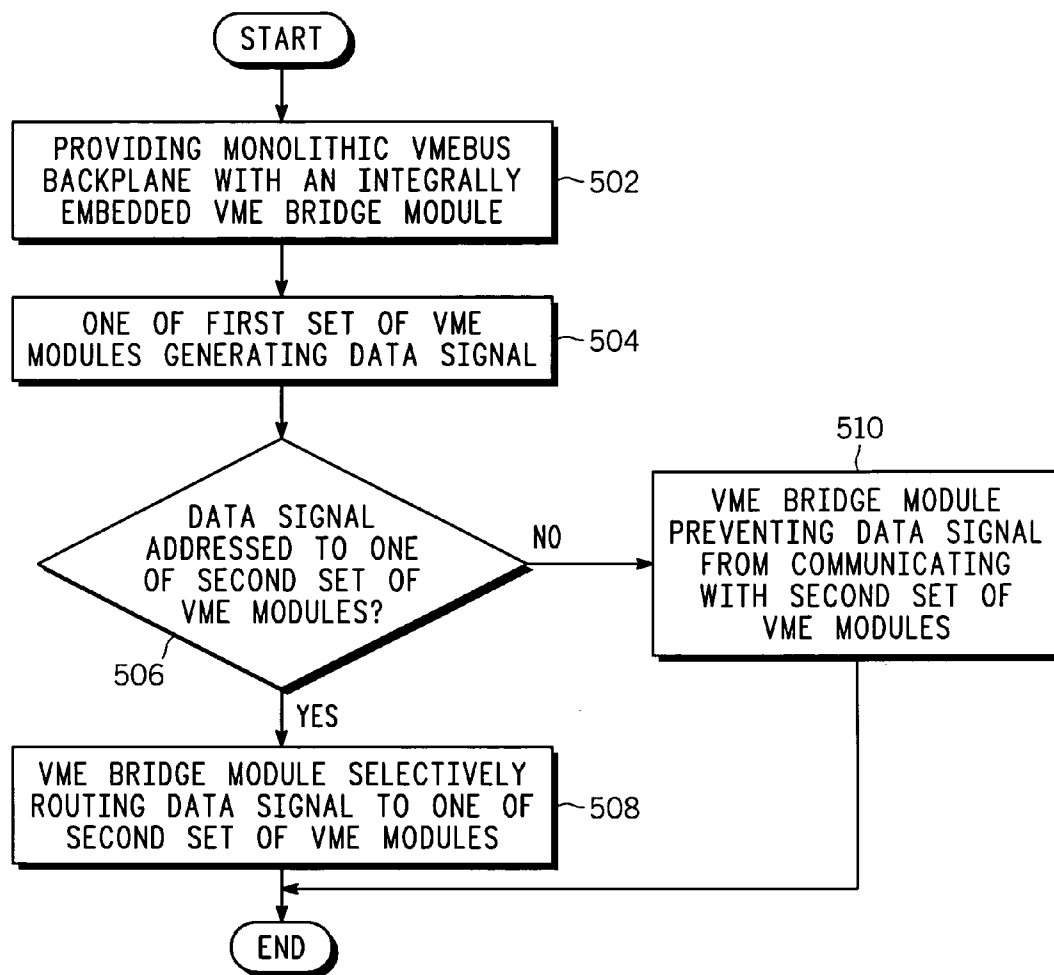 START
PROVIDING MONOLITHIC VMEBUS
BACKPLANE WITH AN INTEGRALLY
EMBEDDED VME BRIDGE MODULE
502
ONE OF FIRST SET OF VME
MODULES GENERATING DATA SIGNAL
504
DATA SIGNAL
ADDRESSED TO ONE
OF SECOND SET OF
VME MODULES?
506
NO
510
VME BRIDGE MODULE
PREVENTING DATA SIGNAL
FROM COMMUNICATING
WITH SECOND SET OF
VME MODULES
YES
VME BRIDGE MODULE SELECTIVELY
ROUTING DATA SIGNAL TO ONE OF
SECOND SET OF VME MODULES
508
END